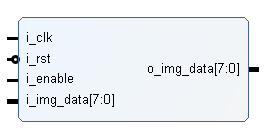 i_clk
i_rst
i_enable
i_img_data[7:0]
o_img_data[7:0]